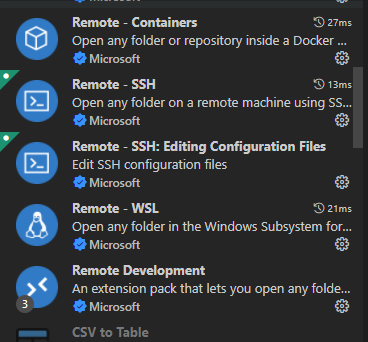 Remote - Containers 27ms
Open any folder or repository inside a Docker ...
Microsoft
Remote - SSH 13ms
Open any folder on a remote machine using SS...
Microsoft
Remote - SSH: Editing Configuration Files
Edit SSH configuration files
Microsoft
Remote - WSL 21ms
Open any folder in the Windows Subsystem for...
Microsoft
Remote Development
An extension pack that lets you open any folde...
3 Microsoft
CSV to Table